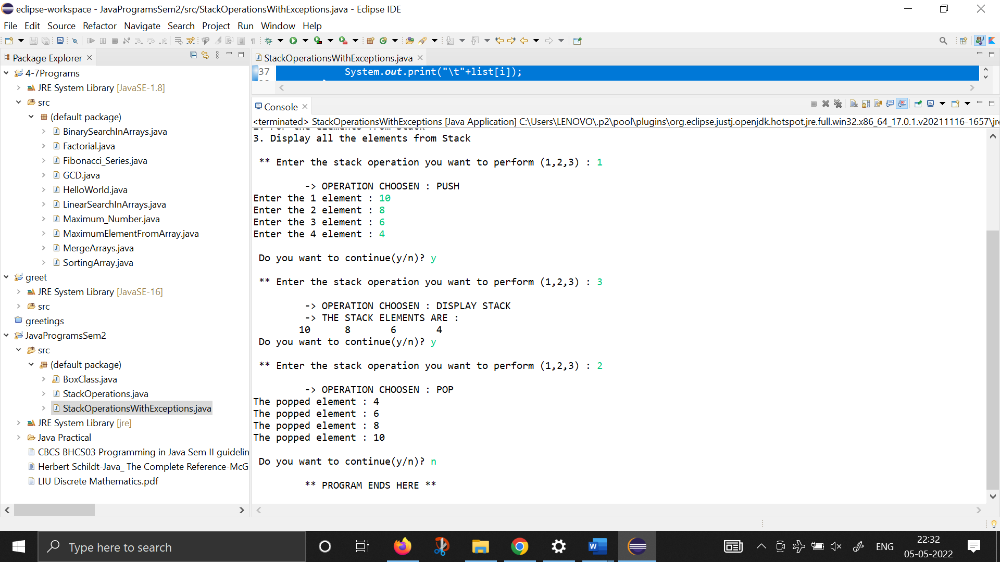 eclipse-workspace - JavaProgramsSem2/src/StackOperationsWithExceptions.java - Eclipse IDE
File Edit Source Refactor Navigate Search Project Run Window Help
Package Explorer
4-7Programs
JRE System Library [JavaSE-1.8]
src
(default package)
BinarySearchInArrays.java
Factorial.java
Fibonacci_Series.java
GCD.java
HelloWorld.java
LinearSearchInArrays.java
Maximum_Number.java
MaximumElementFromArray.java
MergeArrays.java
SortingArray.java
greet
JRE System Library [JavaSE-16]
src
greetings
JavaProgramsSem2
src
(default package)
BoxClass.java
StackOperations.java
StackOperationsWithExceptions.java
JRE System Library [jre]
Java Practical
CBCS BHCS03 Programming in Java Sem II guidelin
Herbert Schildt-Java_ The Complete Reference-McG
LIU Discrete Mathematics.pdf
StackOperationsWithExceptions.java
37 System.out.print("\t"+list[i]);
Console
<terminated> StackOperationsWithExceptions [Java Application] C:\Users\LENOVO\.p2\pool\plugins\org.eclipse.justj.openjdk.hotspot.jre.full.win32.x86_64_17.0.1.v20211116-1657\jre
3. Display all the elements from Stack
** Enter the stack operation you want to perform (1,2,3) : 1
-> OPERATION CHOOSEN : PUSH
Enter the 1 element : 10
Enter the 2 element : 8
Enter the 3 element : 6
Enter the 4 element : 4
Do you want to continue(y/n)? y
** Enter the stack operation you want to perform (1,2,3) : 3
-> OPERATION CHOOSEN : DISPLAY STACK
-> THE STACK ELEMENTS ARE :
10 8 6 4
Do you want to continue(y/n)? y
** Enter the stack operation you want to perform (1,2,3) : 2
-> OPERATION CHOOSEN : POP
The popped element : 4
The popped element : 6
The popped element : 8
The popped element : 10
Do you want to continue(y/n)? n
** PROGRAM ENDS HERE **
Type here to search
ENG
22:32
05-05-2022